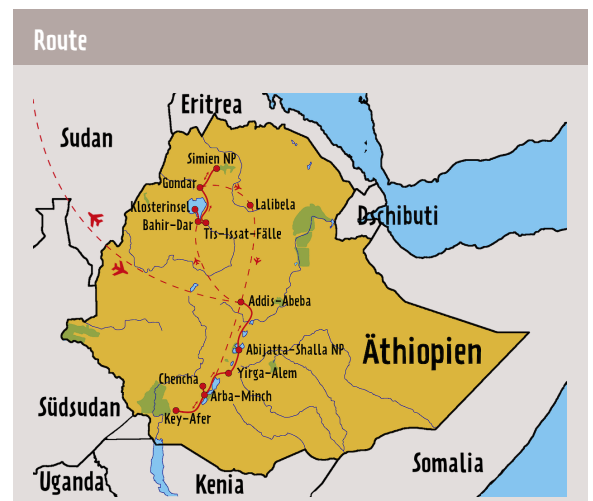 Route
Eritrea
Sudan
Simien NP
Gondar
Klosterinsel
Lalibela
Dschibuti
Bahir-Dar
Tis-Issat-Fälle
Addis-Abeba
Äthiopien
Abijatta-Shalla NP
Yirga-Alem
Chencha
Arba-Minch
Südsudan
Key-Afer
Somalia
Uganda
Kenia